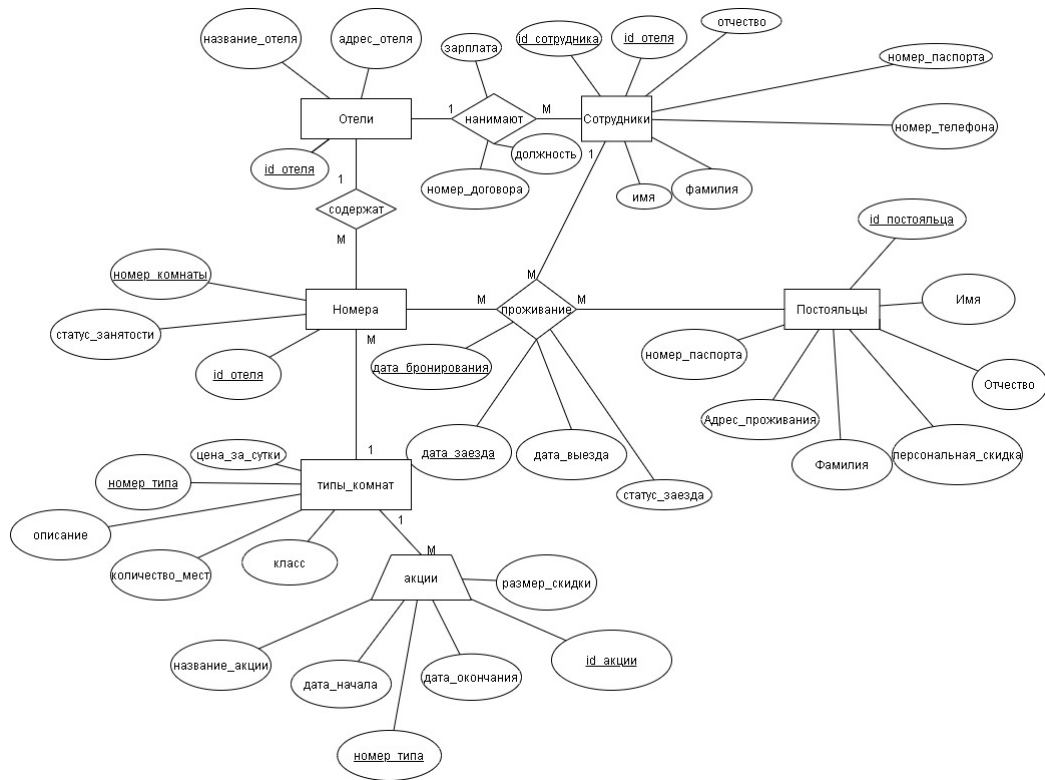 отчество
название_отеля
адрес_отеля
зарплата
id_сотрудника
id_отеля
номер_паспорта
Отели
1
нанимают
М
Сотрудники
номер_телефона
1
должность
id_отеля
номер_договора
имя
фамилия
1
содержат
М
id_постояльца
номер_комнаты
Имя
М
Номера
М
проживание
М
Постояльцы
статус_занятости
М
номер_паспорта
id_отеля
дата_бронирования
Отчество
Адрес_проживания
цена_за_сутки
1
дата_заезда
дата_выезда
Фамилия
персональная_скидка
номер_типа
типы_комнат
статус_заезда
1
описание
количество_мест
класс
М
акции
размер_скидки
название_акции
id_акции
дата_начала
дата_окончания
номер_типа